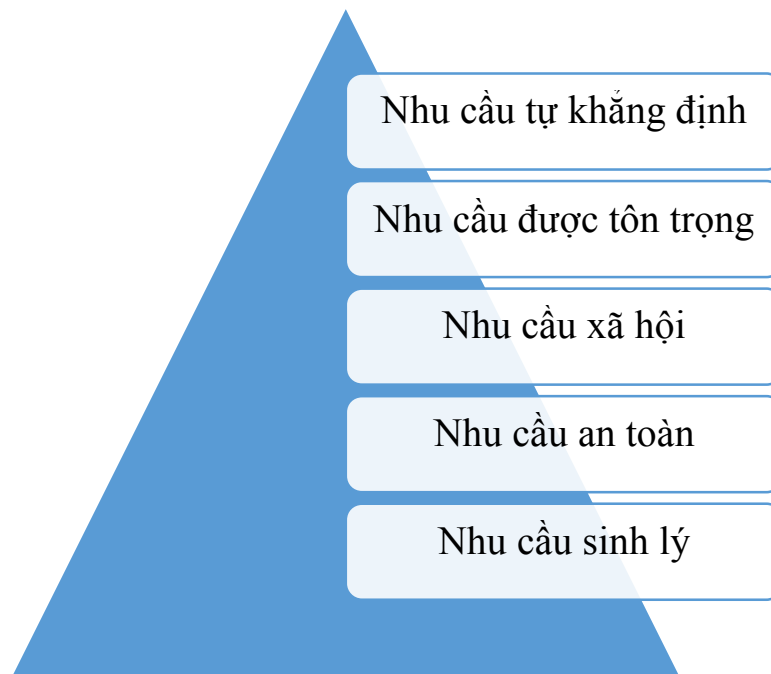 Nhu cầu tự khẳng định
Nhu cầu được tôn trọng
Nhu cầu xã hội
Nhu cầu an toàn
Nhu cầu sinh lý